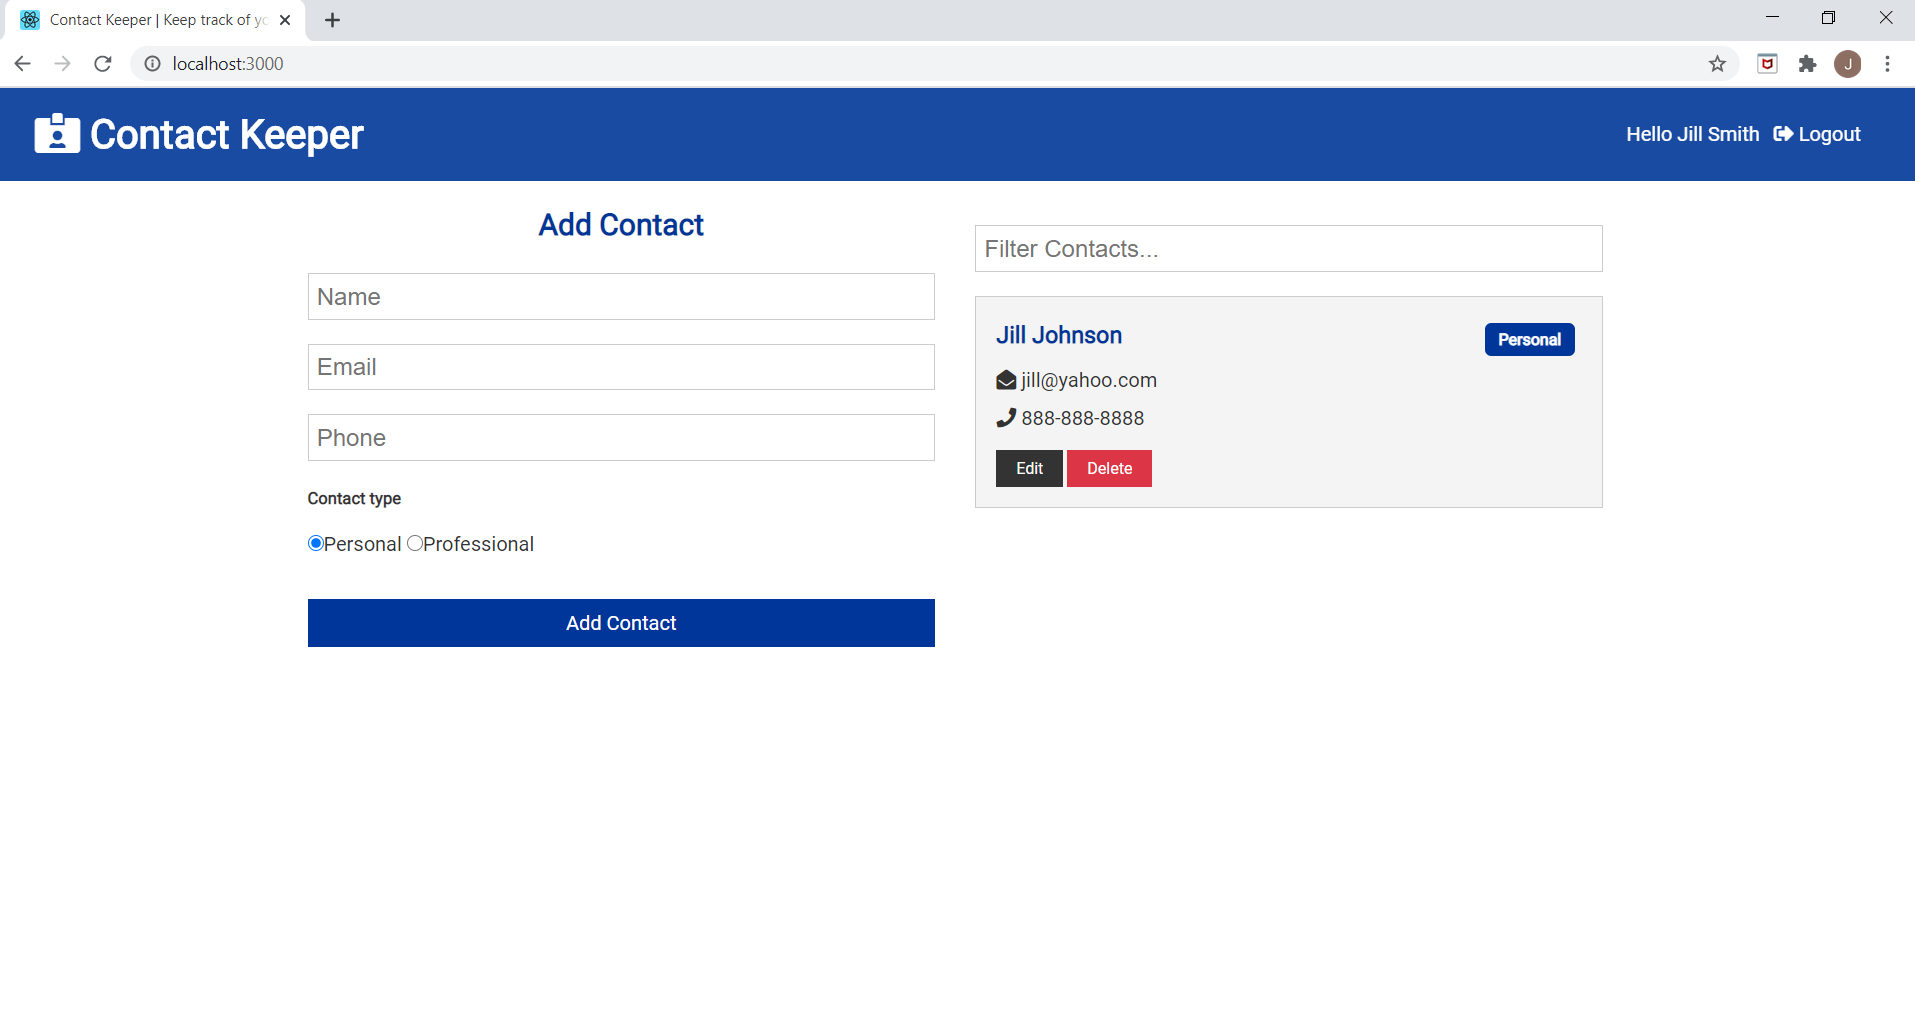 Contact Keeper | Keep track of yo
localhost:3000
J
Contact Keeper
Hello Jill Smith Logout
Add Contact
Name
Email
Phone
Contact type
Personal Professional
Add Contact
Filter Contacts...
Jill Johnson
Personal
jill@yahoo.com
888-888-8888
Edit Delete